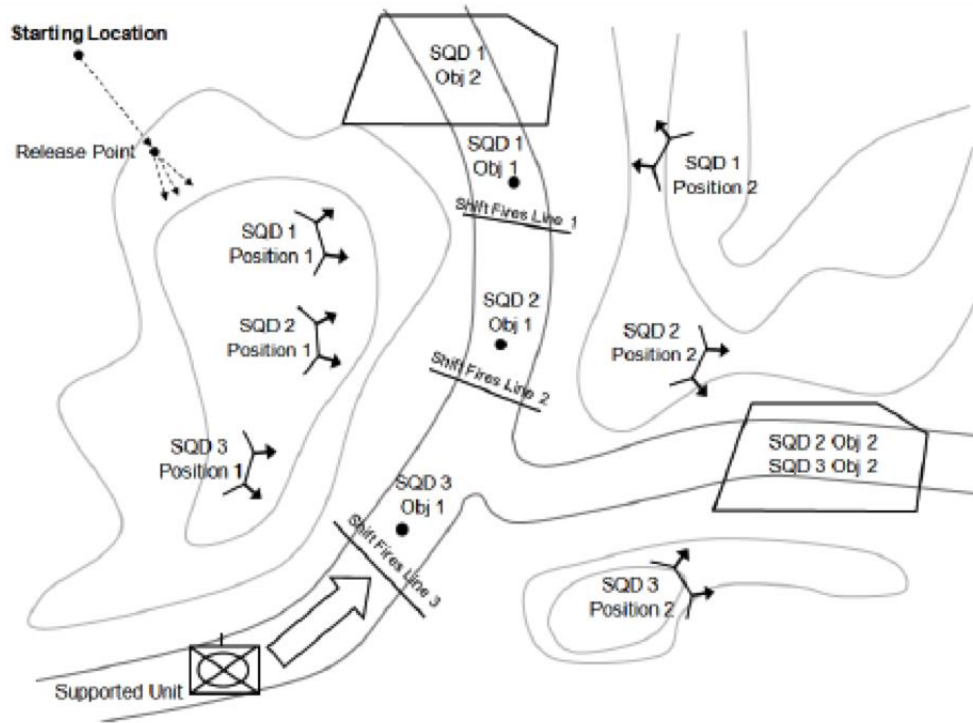 Starting Location
SQD 1
Obj 2
Release Point
SQD 1
Obj 1
SQD 1
Position 2
Shift Fires Line 1
SQD 1
Position 1
SQD 2
Obj 1
SQD 2
Position 1
SQD 2
Position 2
Shift Fires Line 2
SQD 3
Position 1
SQD 2 Obj 2
SQD 3 Obj 2
SQD 3
Obj 1
Shift Fires Line 3
SQD 3
Position 2
Supported Unit